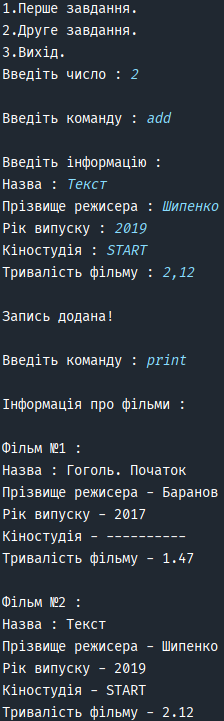 1.Перше завдання.
2.Друге завдання.
3.Вихід.
Введіть число : 2
Введіть команду : add
Введіть інформацію :
Назва : Текст
Прізвище режисера : Шипенко
Рік випуску : 2019
Кіностудія : START
Тривалість фільму : 2,12
Запись додана!
Введіть команду : print
Інформація про фільми :
Фільм №1 :
Назва : Гоголь. Початок
Прізвище режисера - Баранов
Рік випуску - 2017
Кіностудія - ----------
Тривалість фільму - 1.47
Фільм №2 :
Назва : Текст
Прізвище режисера - Шипенко
Рік випуску - 2019
Кіностудія - START
Тривалість фільму - 2.12